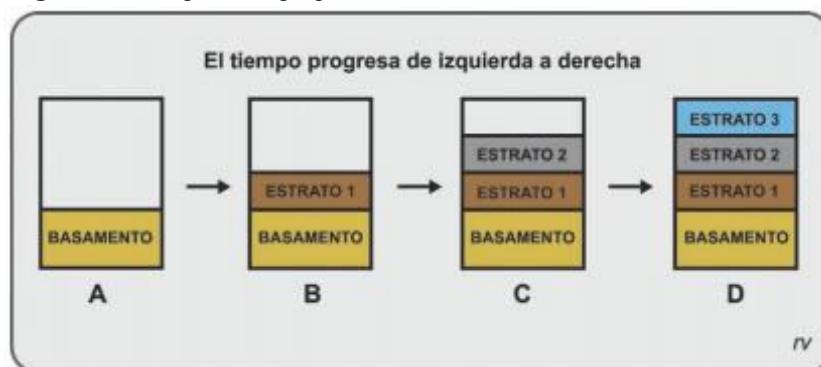 El tiempo progresa de izquierda a derecha
BASAMENTO
A
ESTRATO 1
BASAMENTO
B
ESTRATO 2
ESTRATO 1
BASAMENTO
C
ESTRATO 3
ESTRATO 2
ESTRATO 1
BASAMENTO
D
rv